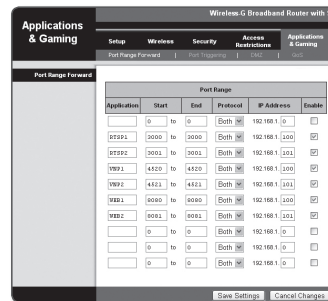 Wireless-G Broadband Router with
Applications
& Gaming
Setup Wireless Security Access Restrictions Applications & Gaming
Port Range Forward | Port Triggering | DMZ | QoS
Port Range Forward
Port Range
Application Start End Protocol IP Address Enable
0 to 0 Both 192.168.1. 0
RTSP1 3000 to 3000 Both 192.168.1. 100
RTSP2 3001 to 3001 Both 192.168.1. 101
VNP1 4520 to 4520 Both 192.168.1. 100
VNP2 4521 to 4521 Both 192.168.1. 101
WEB1 8080 to 8080 Both 192.168.1. 100
WEB2 8081 to 8081 Both 192.168.1. 101
0 to 0 Both 192.168.1. 0
0 to 0 Both 192.168.1. 0
0 to 0 Both 192.168.1. 0
Save Settings Cancel Changes